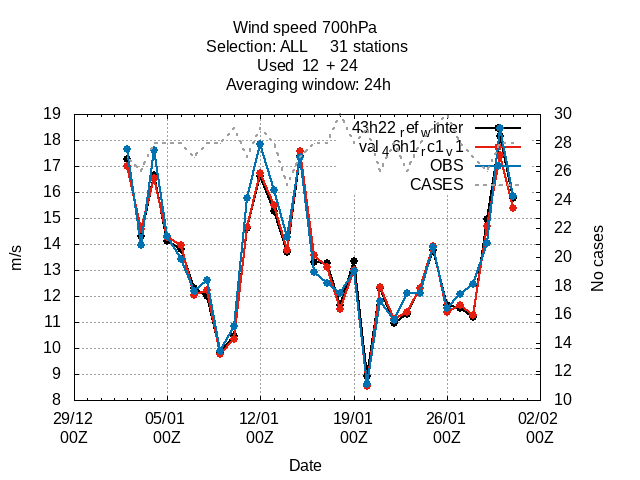 Wind speed 700hPa
Selection: ALL 31 stations
Used 12 + 24
Averaging window: 24h
43h22_ref_winter
val_46h1_rc1_v1
OBS
CASES
19
18
17
16
15
14
13
12
11
10
9
8
30
28
26
24
22
20
18
16
14
12
10
m/s
No cases
29/12 05/01 12/01 19/01 26/01 02/02
00Z 00Z 00Z 00Z 00Z 00Z
Date